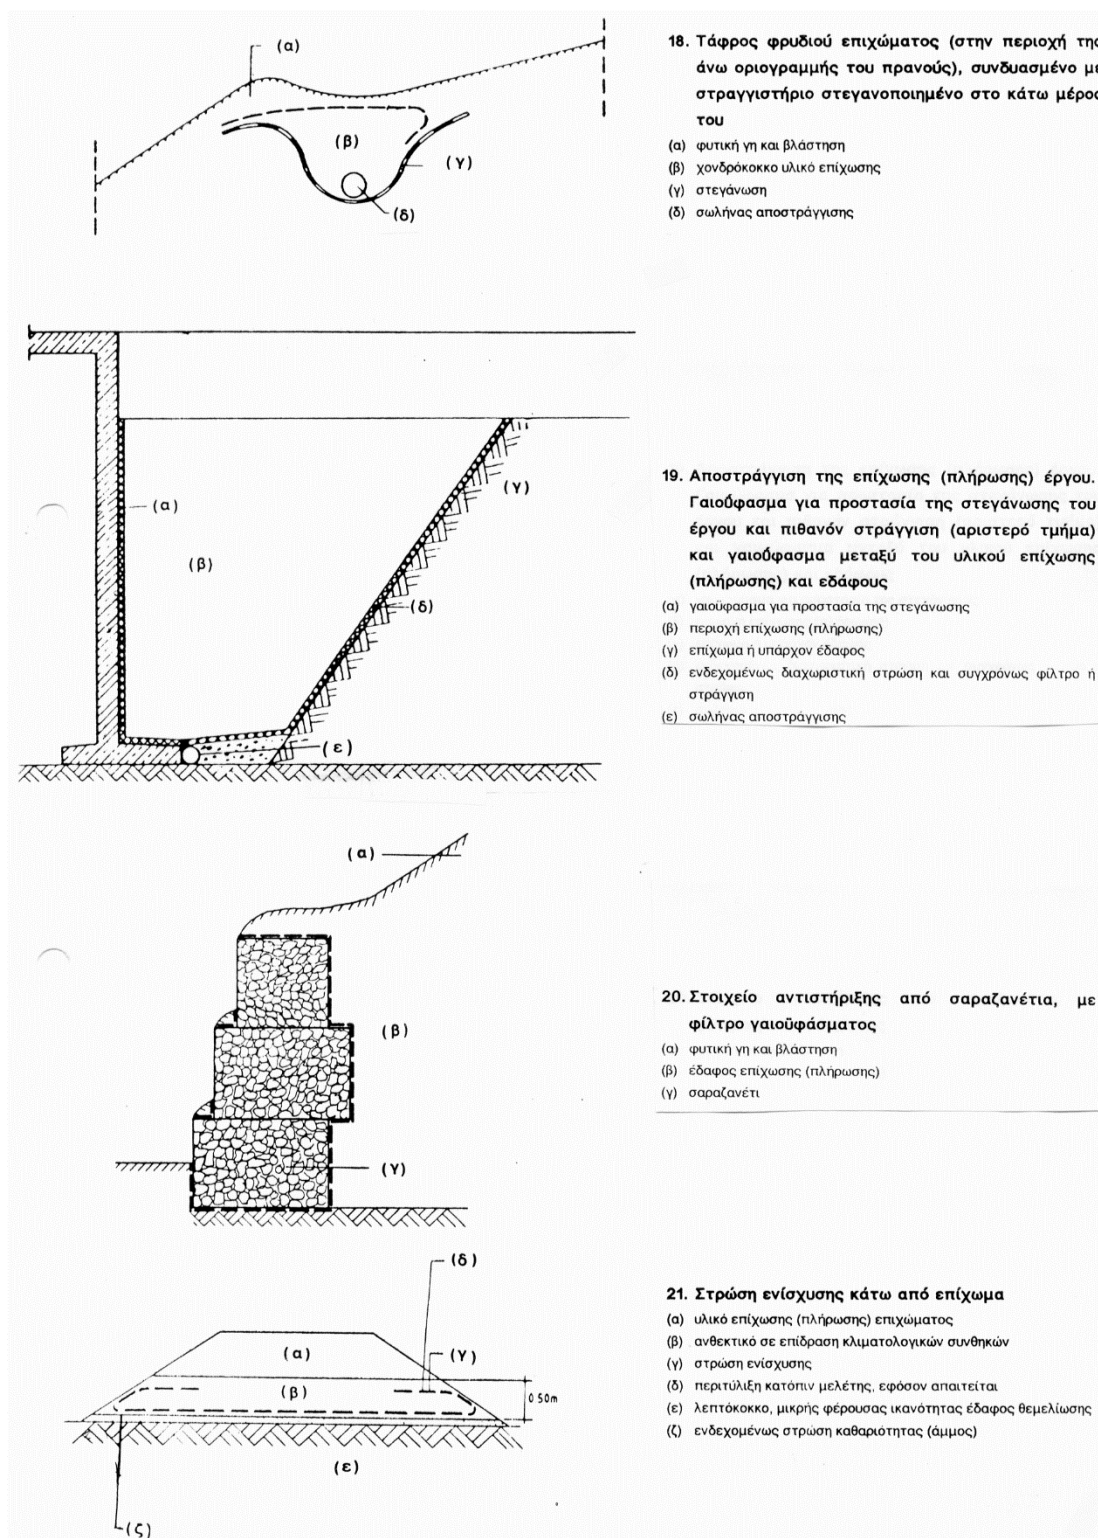 (α)
(β)
(γ)
(δ)
18. Τάφρος φρυδιού επιχώματος (στην περιοχή της
άνω οριογραμμής του πρανούς), συνδυασμένο με
στραγγιστήριο στεγανοποιημένο στο κάτω μέρος
του
(α) φυτική γη και βλάστηση
(β) χονδρόκοκκο υλικό επίχωσης
(γ) στεγάνωση
(δ) σωλήνας αποστράγγισης
(α)
(β)
(γ)
(δ)
(ε)
19. Αποστράγγιση της επίχωσης (πλήρωσης) έργου.
Γαιοΰφασμα για προστασία της στεγάνωσης του
έργου και πιθανόν στράγγιση (αριστερό τμήμα)
και γαιοΰφασμα μεταξύ του υλικού επίχωσης
(πλήρωσης) και εδάφους
(α) γαιοϋφασμα για προστασία της στεγάνωσης
(β) περιοχή επίχωσης (πλήρωσης)
(γ) επίχωμα ή υπάρχον έδαφος
(δ) ενδεχομένως διαχωριστική στρώση και συγχρόνως φίλτρο ή
στράγγιση
(ε) σωλήνας αποστράγγισης
(α)
(β)
(γ)
20. Στοιχείο αντιστήριξης από σαραζανέτια, με
φίλτρο γαιοϋφάσματος
(α) φυτική γη και βλάστηση
(β) έδαφος επίχωσης (πλήρωσης)
(γ) σαραζανέτι
(δ)
(α)
(γ)
(β)
0 50m
(ε)
(ζ)
21. Στρώση ενίσχυσης κάτω από επίχωμα
(α) υλικό επίχωσης (πλήρωσης) επιχώματος
(β) ανθεκτικό σε επίδραση κλιματολογικών συνθηκών
(γ) στρώση ενίσχυσης
(δ) περιτύλιξη κατόπιν μελέτης, εφόσον απαιτείται
(ε) λεπτόκοκκο, μικρής φέρουσας ικανότητας έδαφος θεμελίωσης
(ζ) ενδεχομένως στρώση καθαριότητας (άμμος)